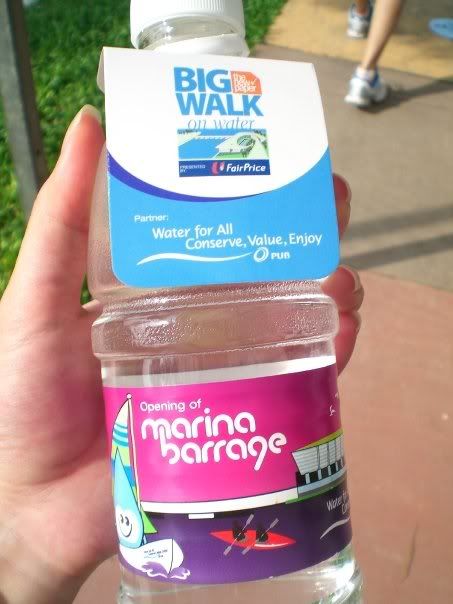 BIG
the new paper
WALK
on water
PRESENTED BY FairPrice
Partner:
Water for All
Conserve, Value, Enjoy
PUB
Opening of
marina
barrage
Water